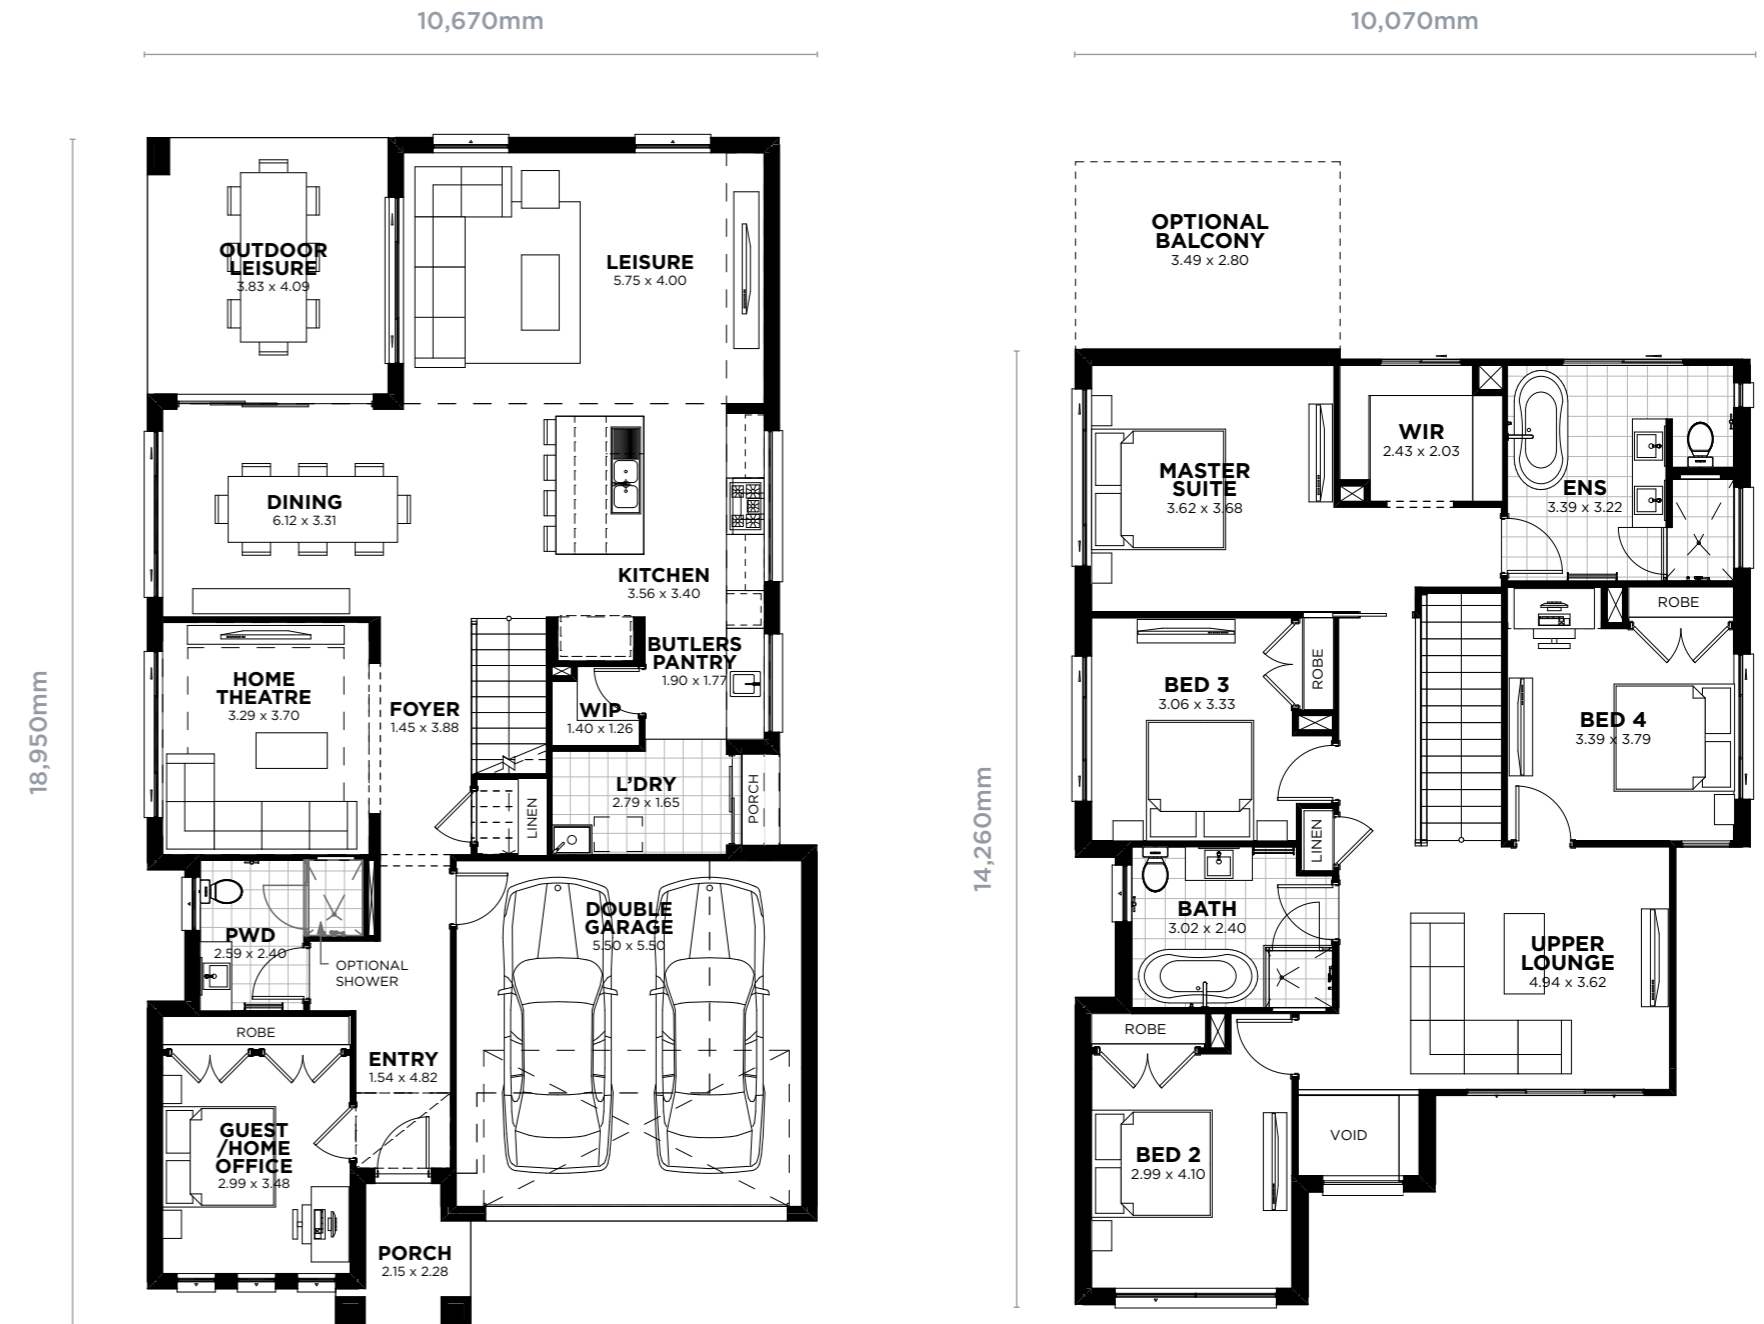 10,670mm
18,950mm
OUTDOOR
LEISURE
3.83 x 4.09
LEISURE
5.75 x 4.00
DINING
6.12 x 3.31
KITCHEN
3.56 x 3.40
BUTLERS
PANTRY
1.90 x 1.77
HOME
THEATRE
3.29 x 3.70
FOYER
1.45 x 3.88
WIP
1.40 x 1.26
L'DRY
2.79 x 1.65
PORCH
LINEN
PWD
2.59 x 2.40
OPTIONAL
SHOWER
DOUBLE
GARAGE
5.50 x 5.50
ROBE
ENTRY
1.54 x 4.82
GUEST
/HOME
OFFICE
2.99 x 3.48
PORCH
2.15 x 2.28
10,070mm
14,260mm
OPTIONAL
BALCONY
3.49 x 2.80
MASTER
SUITE
3.62 x 3.68
WIR
2.43 x 2.03
ENS
3.39 x 3.22
ROBE
BED 3
3.06 x 3.33
ROBE
BED 4
3.39 x 3.79
LINEN
BATH
3.02 x 2.40
UPPER
LOUNGE
4.94 x 3.62
ROBE
BED 2
2.99 x 4.10
VOID